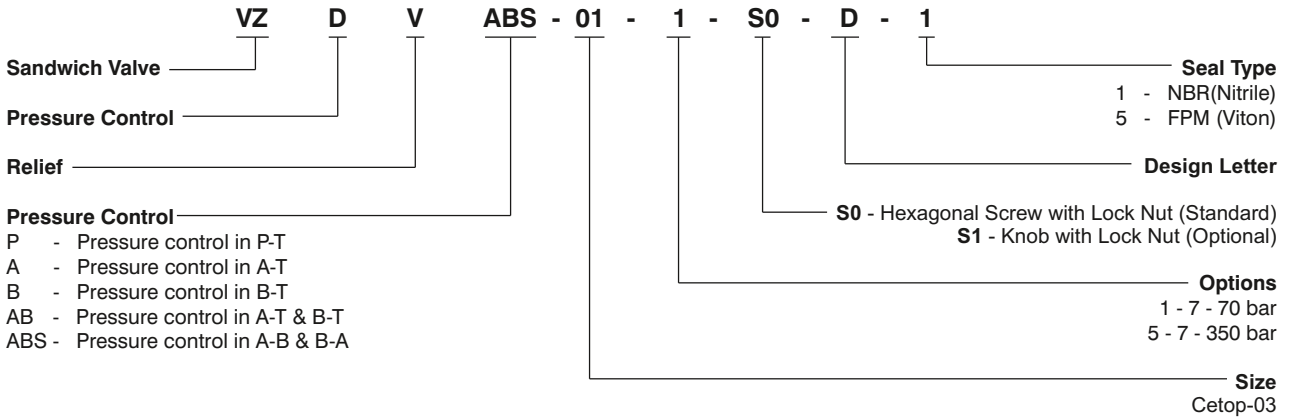 VZ D V ABS - 01 - 1 - S0 - D - 1
Sandwich Valve
Pressure Control
Relief
Pressure Control
P - Pressure control in P-T
A - Pressure control in A-T
B - Pressure control in B-T
AB - Pressure control in A-T & B-T
ABS - Pressure control in A-B & B-A
Seal Type
1 - NBR(Nitrile)
5 - FPM (Viton)
Design Letter
S0 - Hexagonal Screw with Lock Nut (Standard)
S1 - Knob with Lock Nut (Optional)
Options
1 - 7 - 70 bar
5 - 7 - 350 bar
Size
Cetop-03